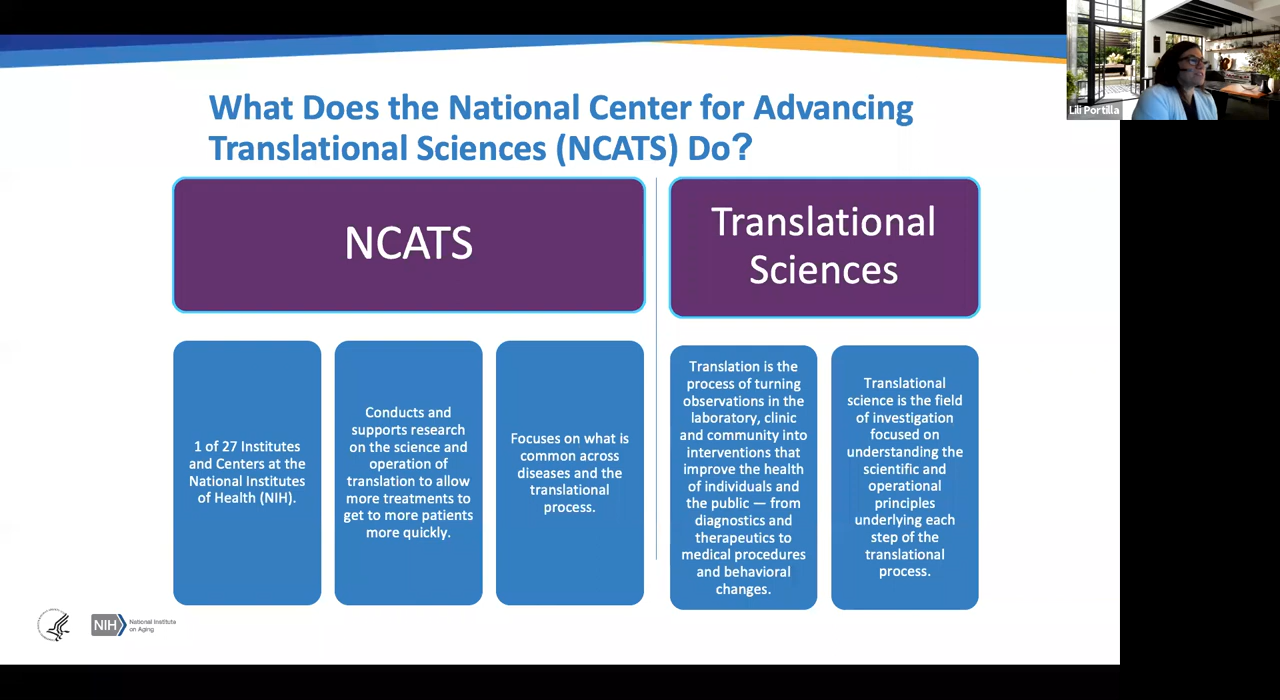 What Does the National Center for Advancing
Translational Sciences (NCATS) Do?
NCATS
1 of 27 Institutes
and Centers at the
National Institutes
of Health (NIH).
Conducts and
supports research
on the science and
operation of
translation to allow
more treatments to
get to more patients
more quickly.
Focuses on what is
common across
diseases and the
translational
process.
Translational
Sciences
Translation is the
process of turning
observations in the
laboratory, clinic
and community into
interventions that
improve the health
of individuals and
the public — from
diagnostics and
therapeutics to
medical procedures
and behavioral
changes.
Translational
science is the field
of investigation
focused on
understanding the
scientific and
operational
principles
underlying each
step of the
translational
process.
NIH
National Institute
on Aging
Lili Portilla